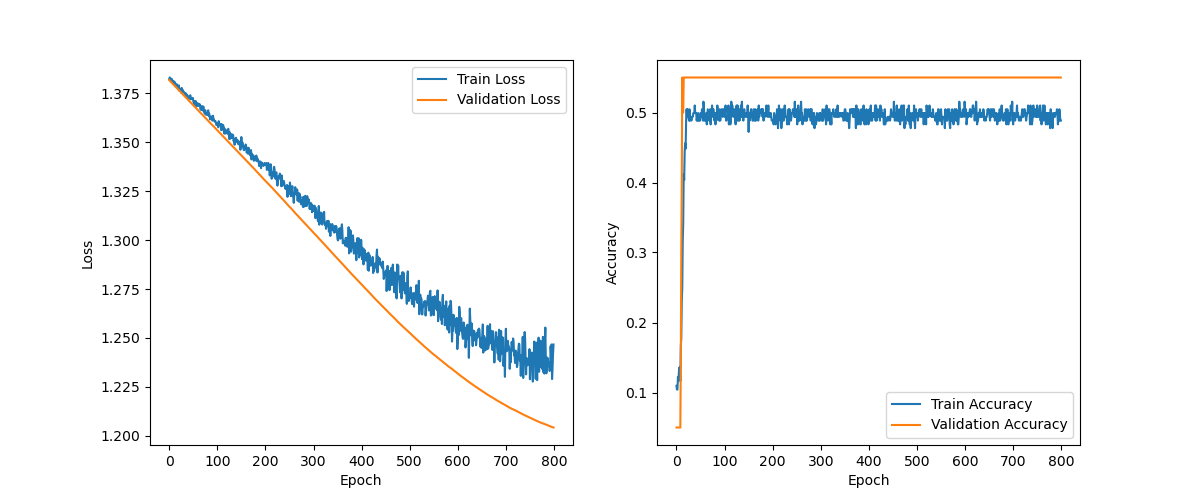 1.375
1.350
1.325
1.300
1.275
1.250
1.225
1.200
Loss
0 100 200 300 400 500 600 700 800
Epoch
Train Loss
Validation Loss
0.5
0.4
0.3
0.2
0.1
Accuracy
0 100 200 300 400 500 600 700 800
Epoch
Train Accuracy
Validation Accuracy